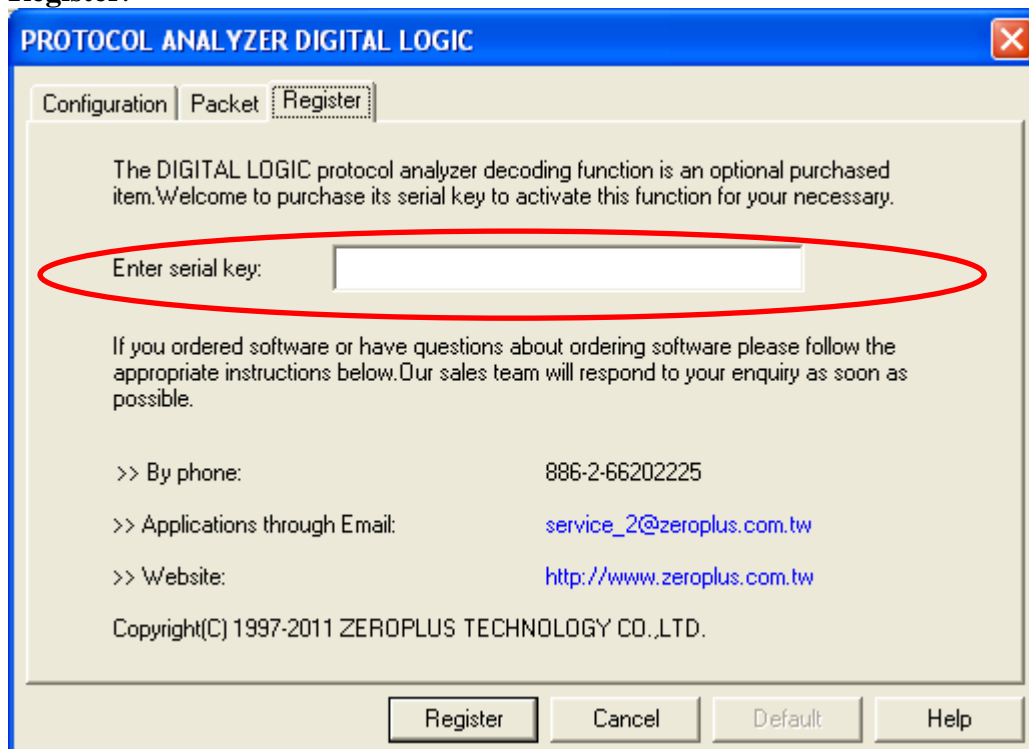 Register:
PROTOCOL ANALYZER DIGITAL LOGIC
Configuration Packet Register
The DIGITAL LOGIC protocol analyzer decoding function is an optional purchased
item.Welcome to purchase its serial key to activate this function for your necessary.
Enter serial key:
If you ordered software or have questions about ordering software please follow the
appropriate instructions below.Our sales team will respond to your enquiry as soon as
possible.
>> By phone: 886-2-66202225
>> Applications through Email: service_2@zeroplus.com.tw
>> Website: http://www.zeroplus.com.tw
Copyright(C) 1997-2011 ZEROPLUS TECHNOLOGY CO.,LTD.
Register Cancel Default Help